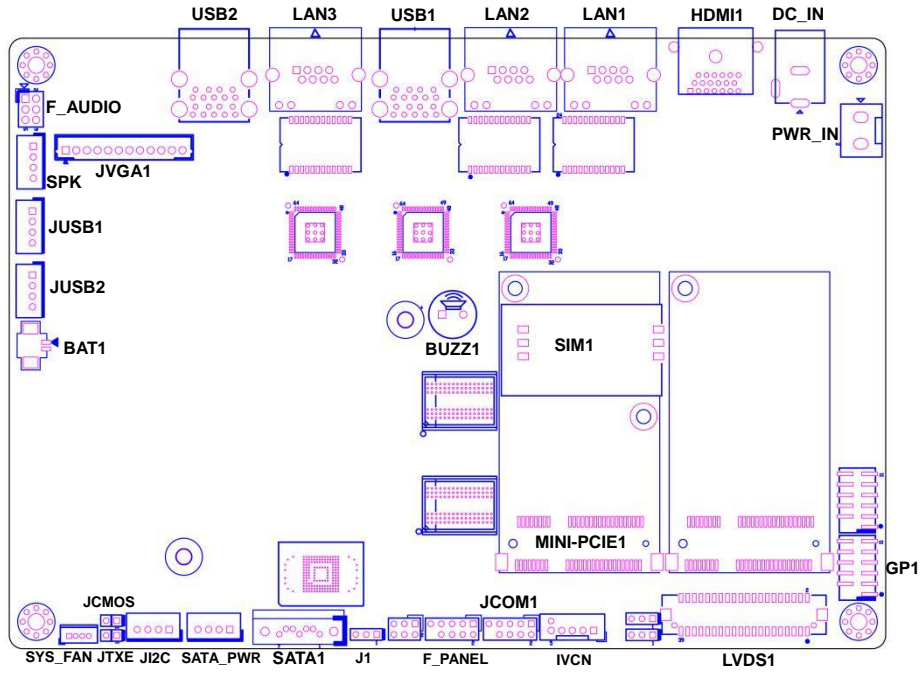 USB2 LAN3 USB1 LAN2 LAN1 HDMI1 DC_IN
F_AUDIO
PWR_IN
JVGA1
SPK
JUSB1
JUSB2
BAT1
BUZZ1
SIM1
MINI-PCIE1
GP1
JCMOS
JCOM1
SYS_FAN JTXE JI2C SATA_PWR SATA1 J1 F_PANEL IVCN LVDS1